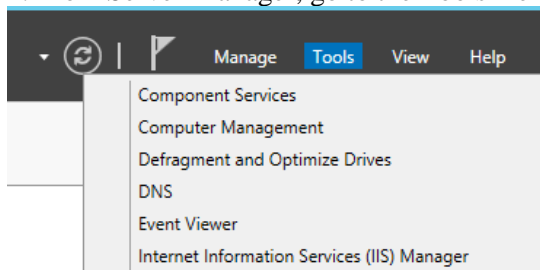 Manage Tools View Help
Component Services
Computer Management
Defragment and Optimize Drives
DNS
Event Viewer
Internet Information Services (IIS) Manager